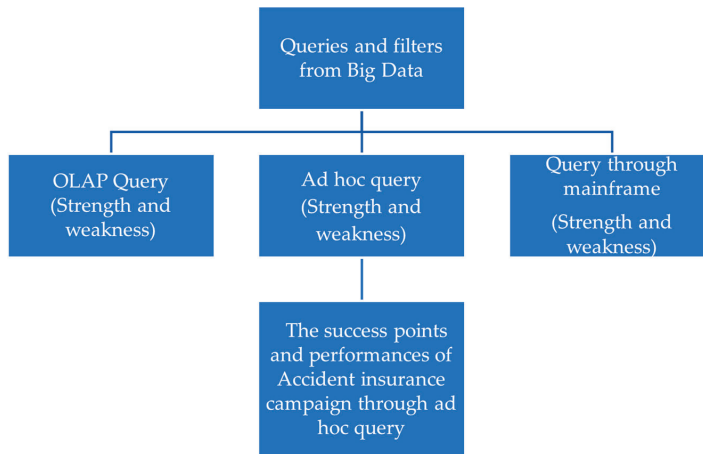 Queries and filters
from Big Data
OLAP Query
(Strength and
weakness)
Ad hoc query
(Strength and
weakness)
Query through
mainframe
(Strength and
weakness)
The success points
and performances of
Accident insurance
campaign through ad
hoc query